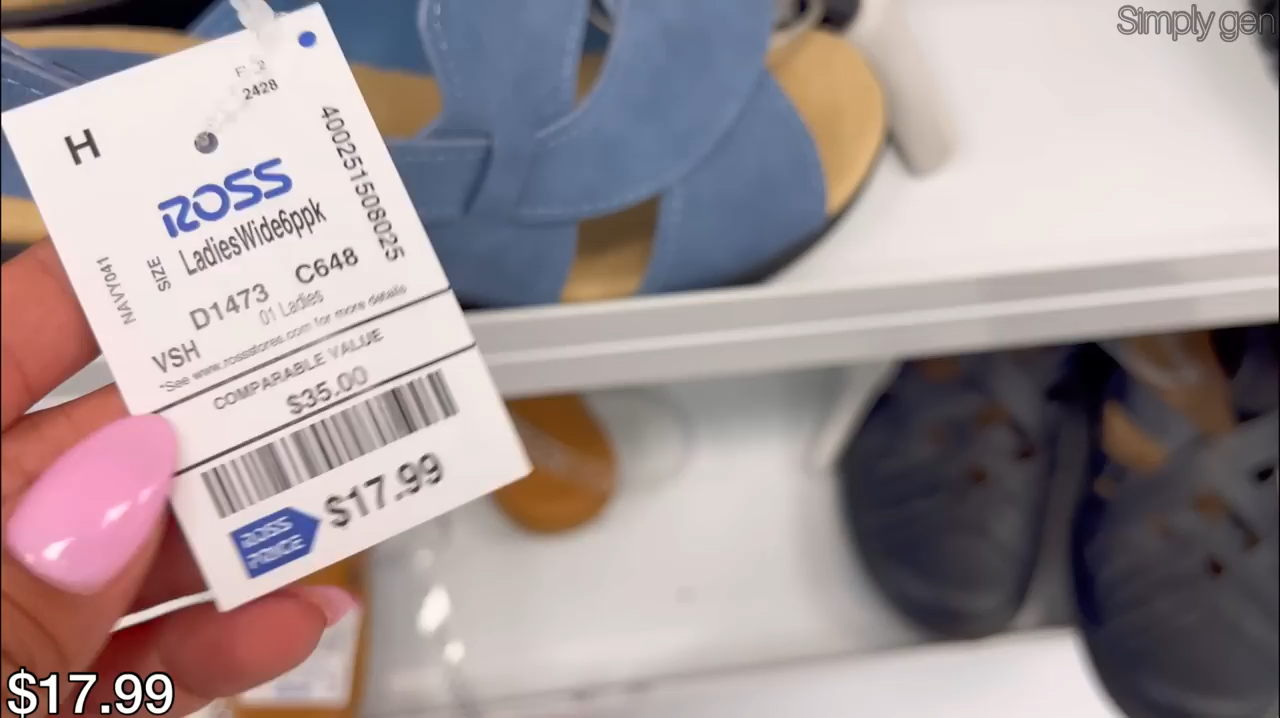 Simply gen
2428
H
400251508025
ROSS
LadiesWide6ppk
NAVY041
SIZE
D1473 C648
01 Ladies
VSH
*See www.rossstores.com for more details
COMPARABLE VALUE
$35.00
$17.99
ROSS
PRICE
$17.99